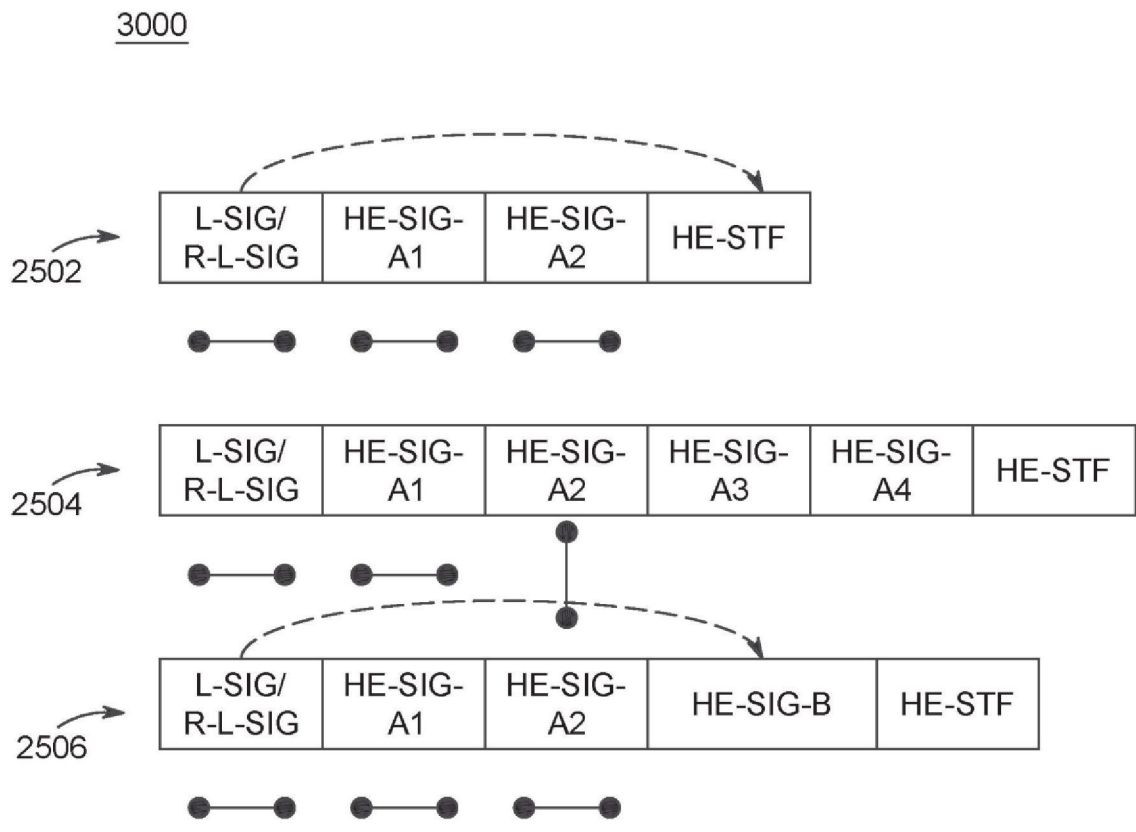 3000
L-SIG/
R-L-SIG
HE-SIG-
A1
HE-SIG-
A2
HE-STF
2502
L-SIG/
R-L-SIG
HE-SIG-
A1
HE-SIG-
A2
HE-SIG-
A3
HE-SIG-
A4
HE-STF
2504
L-SIG/
R-L-SIG
HE-SIG-
A1
HE-SIG-
A2
HE-SIG-B
HE-STF
2506